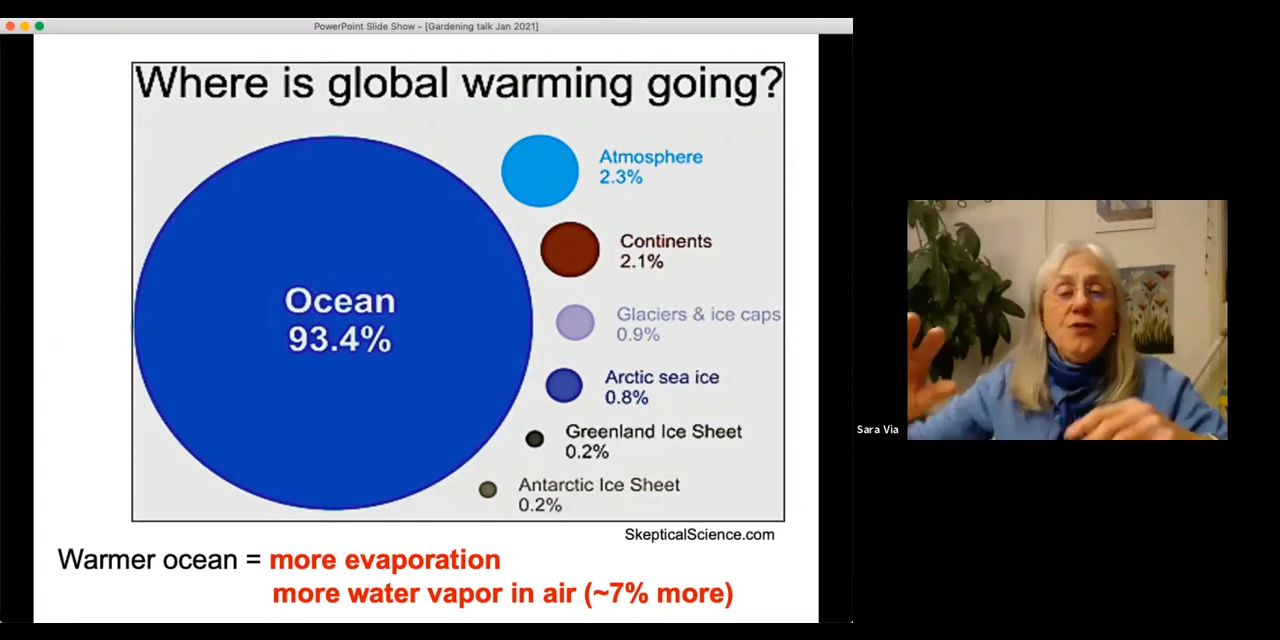 PowerPoint Slide Show - [Gardening talk Jan 2021]
Where is global warming going?
Atmosphere
2.3%
Continents
2.1%
Ocean
93.4%
Glaciers & ice caps
0.9%
Arctic sea ice
0.8%
Greenland Ice Sheet
0.2%
Antarctic Ice Sheet
0.2%
SkepticalScience.com
Warmer ocean = more evaporation
more water vapor in air (~7% more)
Sara Via